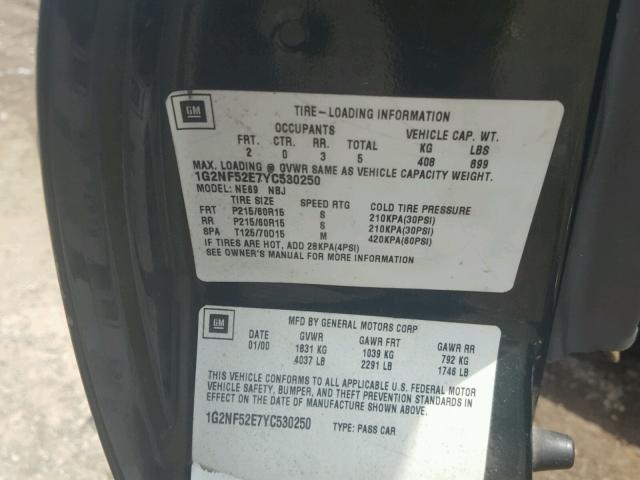 GM
TIRE-LOADING INFORMATION
OCCUPANTS VEHICLE CAP. WT.
FRT. CTR. RR. TOTAL KG LBS
2 0 3 5 408 899
MAX. LOADING @ GVWR SAME AS VEHICLE CAPACITY WEIGHT.
1G2NF52E7YC530250
MODEL: NE69 NBJ
TIRE SIZE SPEED RTG COLD TIRE PRESSURE
FRT P215/60R15 S 210KPA(30PSI)
RR P215/60R15 S 210KPA(30PSI)
SPA T125/70D15 M 420KPA(60PSI)
IF TIRES ARE HOT, ADD 28KPA(4PSI)
SEE OWNER'S MANUAL FOR MORE INFORMATION
GM
MFD BY GENERAL MOTORS CORP
DATE GVWR GAWR FRT GAWR RR
01/00 1831 KG 1039 KG 792 KG
4037 LB 2291 LB 1746 LB
THIS VEHICLE CONFORMS TO ALL APPLICABLE U.S. FEDERAL MOTOR
VEHICLE SAFETY, BUMPER, AND THEFT PREVENTION STANDARDS IN
EFFECT ON THE DATE OF MANUFACTURE SHOWN ABOVE.
1G2NF52E7YC530250 TYPE: PASS CAR